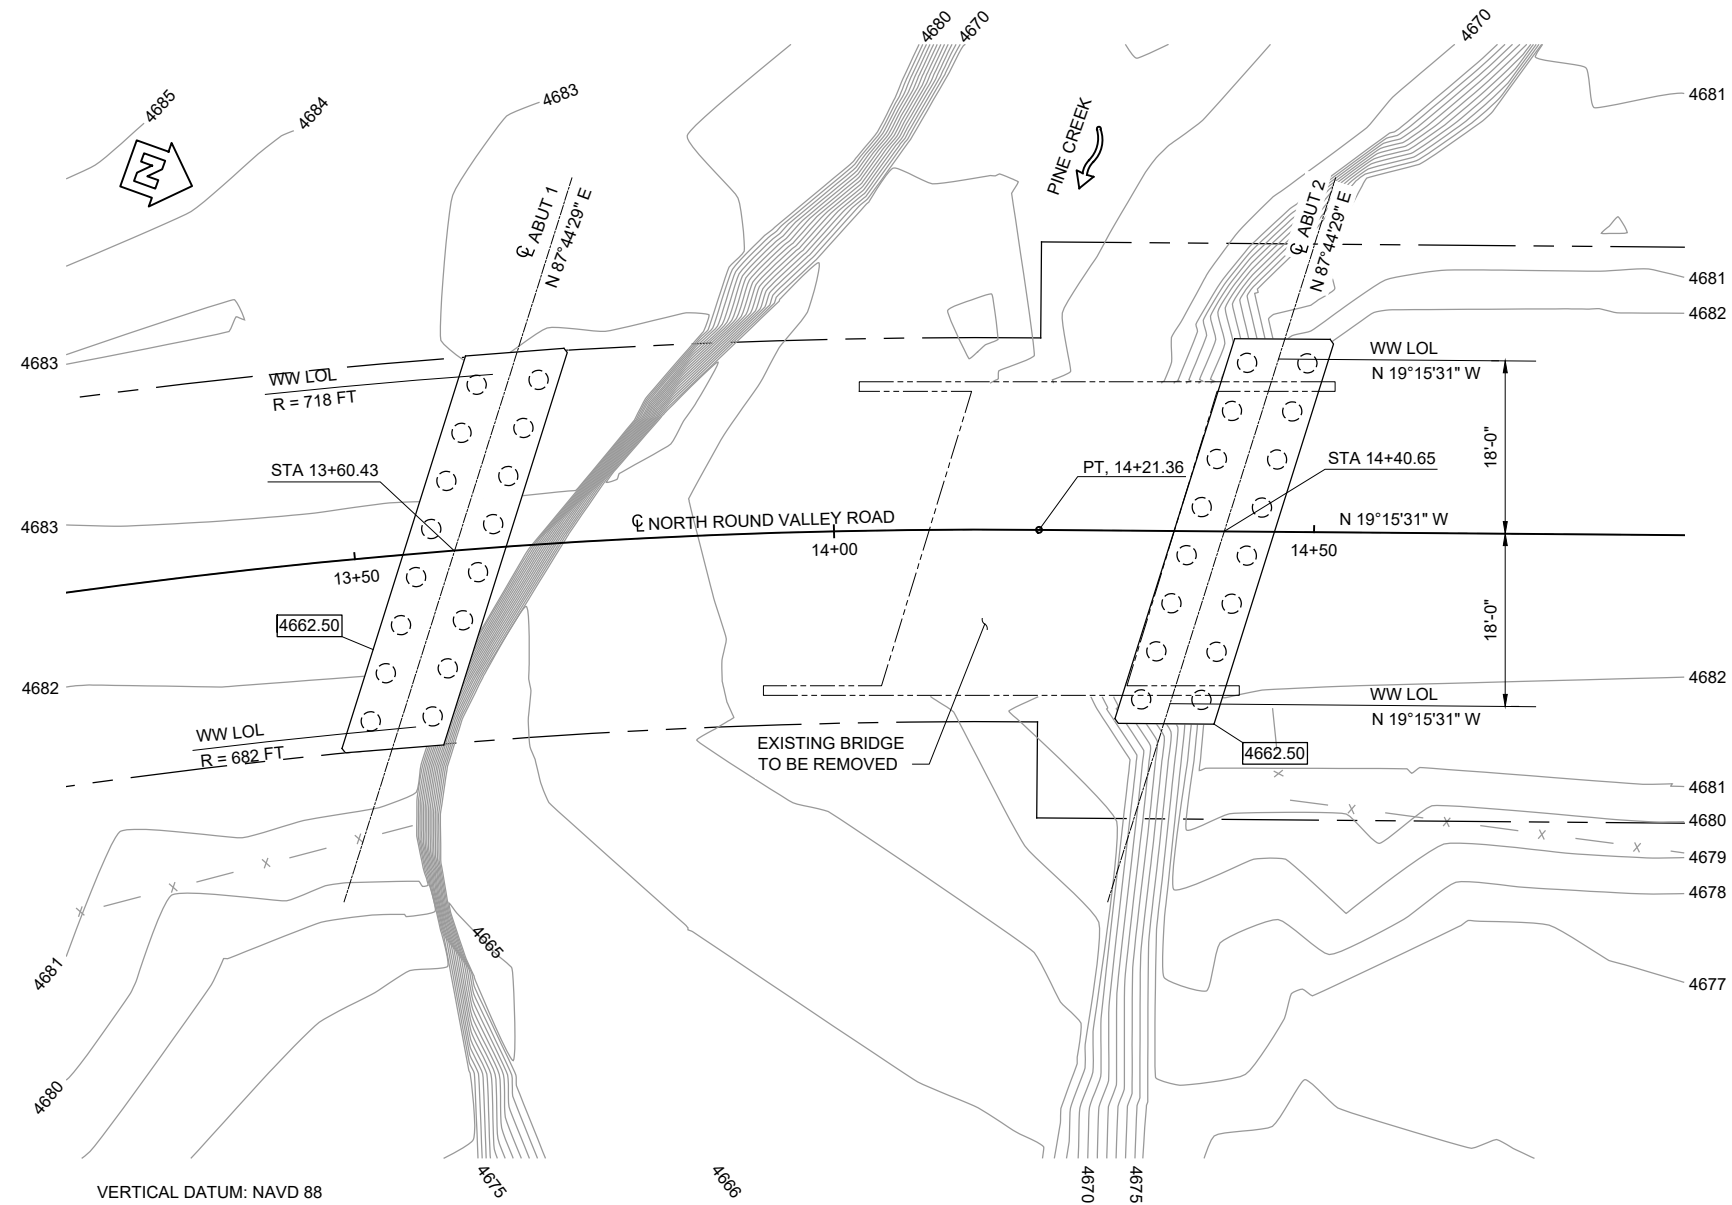 4680
4670
4670
4685
4684
4683
4681
N
PINE CREEK
℄ ABUT 1
N 87°44'29" E
℄ ABUT 2
N 87°44'29" E
4681
4682
4683
WW LOL
R = 718 FT
WW LOL
N 19°15'31" W
18'-0"
STA 13+60.43
PT, 14+21.36
STA 14+40.65
4683
℄ NORTH ROUND VALLEY ROAD
N 19°15'31" W
13+50
14+00
14+50
4662.50
18'-0"
4682
4682
WW LOL
R = 682 FT
WW LOL
N 19°15'31" W
EXISTING BRIDGE
TO BE REMOVED
4662.50
x
x
x
x
x
x
x
x
x
4681
4680
4679
4678
4665
4681
4677
4680
4675
4666
4670
4675
VERTICAL DATUM: NAVD 88